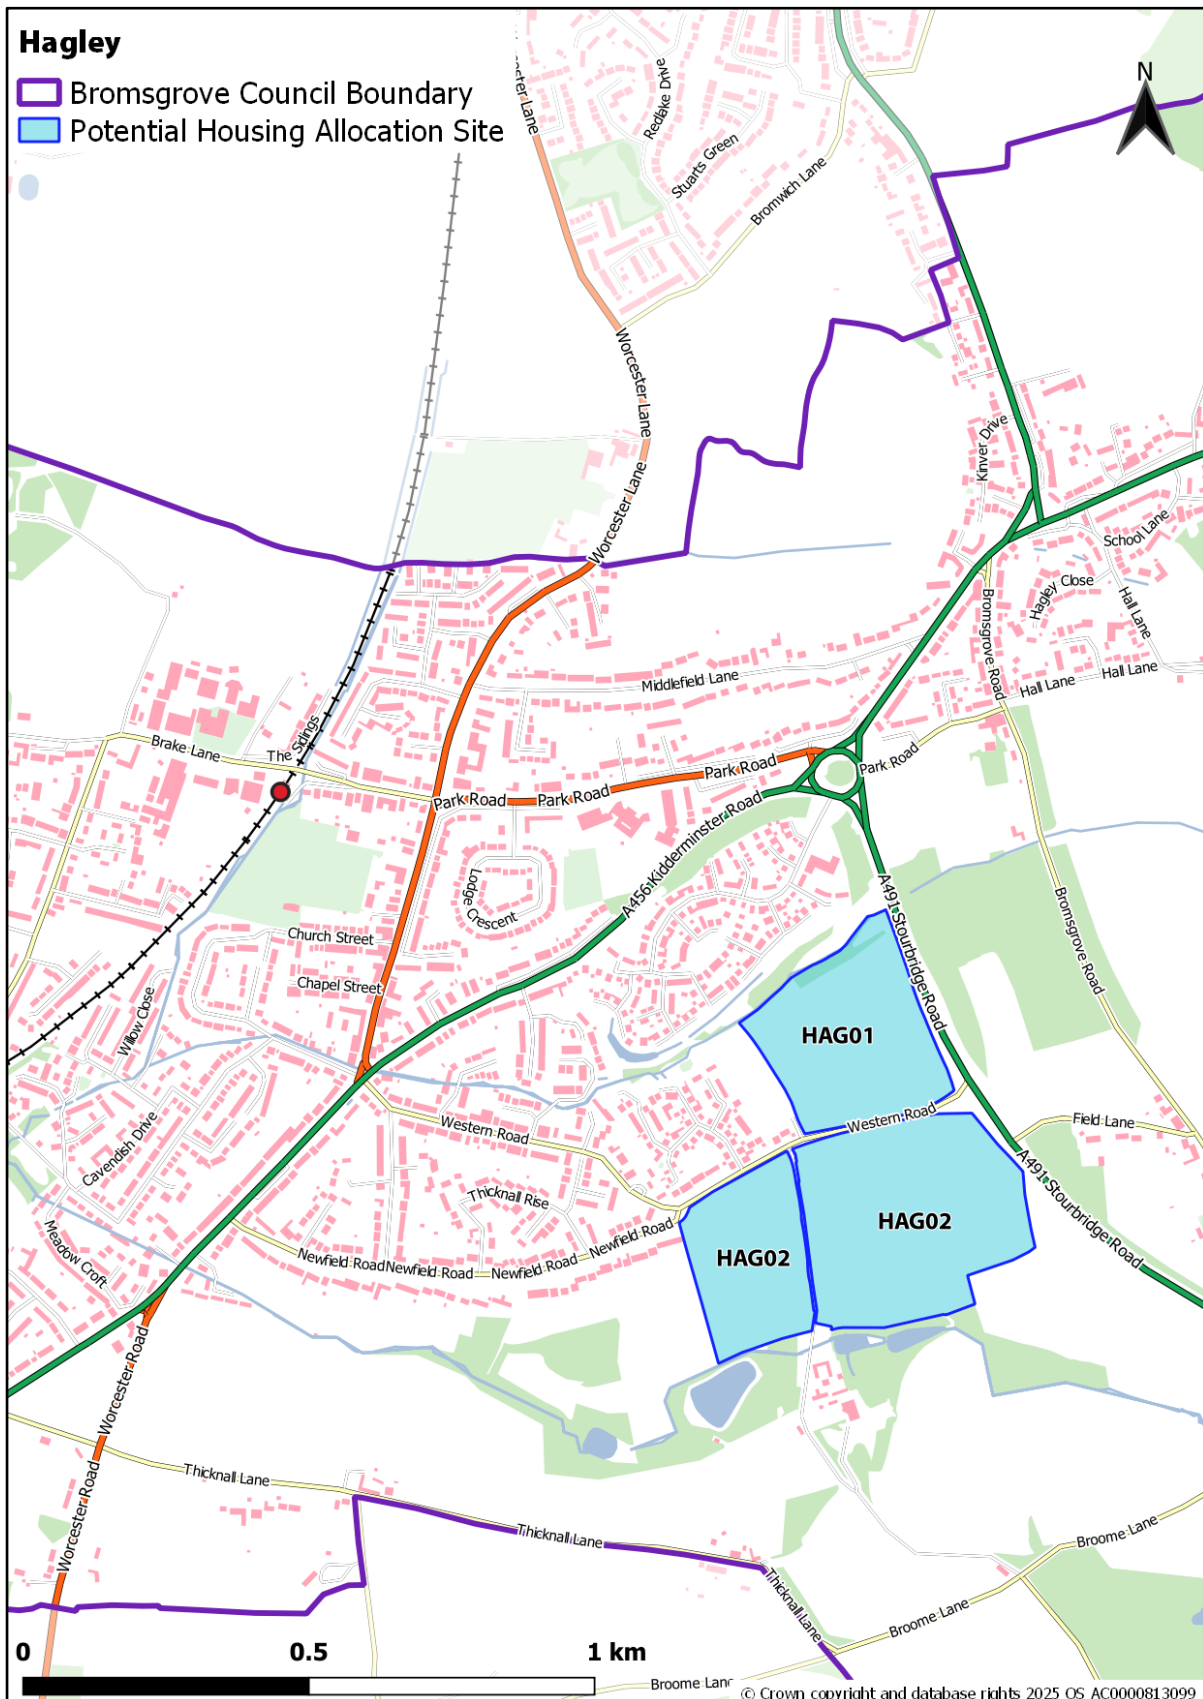 Hagley
Bromsgrove Council Boundary
Potential Housing Allocation Site
N
ester Lane
Redlake Drive
Stuarts Green
Bromwich Lane
Worcester Lane
Worcester Lane
Kinver Drive
School Lane
Hagley Close
Hall Lane
Bromsgrove Road
Middlefield Lane
Hall Lane
Hall Lane
The Sidings
Brake Lane
Park Road
Park Road
Park Road
Park Road
A456 Kidderminster Road
Lodge Crescent
A491 Stourbridge Road
Bromsgrove Road
Church Street
Chapel Street
Willow Close
HAG01
Western Road
Western Road
Field Lane
Cavendish Drive
A491 Stourbridge Road
Thicknall Rise
HAG02
HAG02
Meadow Croft
Newfield Road
Newfield Road
Newfield Road
Newfield Road
Worcester Road
Thicknall Lane
Worcester Road
Thicknall Lane
Broome Lane
Thicknall Lane
Broome Lane
0
0.5
1 km
Broome Lane
© Crown copyright and database rights 2025 OS AC0000813099